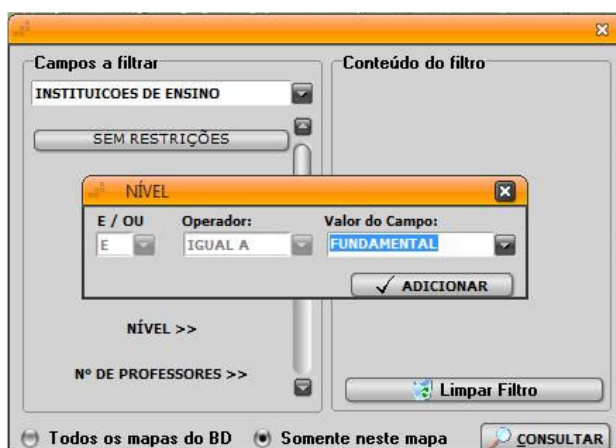 Campos a filtrar
Conteúdo do filtro
INSTITUICOES DE ENSINO
SEM RESTRIÇÕES
NÍVEL
E / OU Operador: Valor do Campo:
E IGUAL A FUNDAMENTAL
ADICIONAR
NÍVEL >>
Nº DE PROFESSORES >>
Limpar Filtro
Todos os mapas do BD Somente neste mapa CONSULTAR